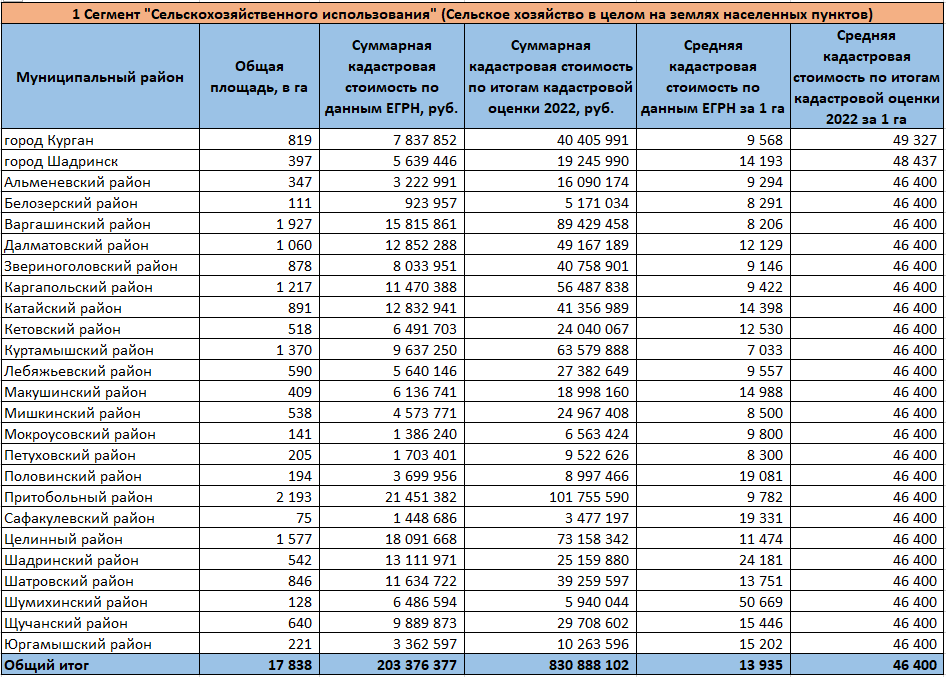 1 Сегмент "Сельскохозяйственного использования" (Сельское хозяйство в целом на землях населенных пунктов)
Муниципальный район | Общая площадь, в га | Суммарная кадастровая стоимость по данным ЕГРН, руб. | Суммарная кадастровая стоимость по итогам кадастровой оценки 2022, руб. | Средняя кадастровая стоимость по данным ЕГРН за 1 га | Средняя кадастровая стоимость по итогам кадастровой оценки 2022 за 1 га
город Курган 819 7 837 852 40 405 991 9 568 49 327
город Шадринск 397 5 639 446 19 245 990 14 193 48 437
Альменевский район 347 3 222 991 16 090 174 9 294 46 400
Белозерский район 111 923 957 5 171 034 8 291 46 400
Варгашинский район 1 927 15 815 861 89 429 458 8 206 46 400
Далматовский район 1 060 12 852 288 49 167 189 12 129 46 400
Звериноголовский район 878 8 033 951 40 758 901 9 146 46 400
Каргапольский район 1 217 11 470 388 56 487 838 9 422 46 400
Катайский район 891 12 832 941 41 356 989 14 398 46 400
Кетовский район 518 6 491 703 24 040 067 12 530 46 400
Куртамышский район 1 370 9 637 250 63 579 888 7 033 46 400
Лебяжьевский район 590 5 640 146 27 382 649 9 557 46 400
Макушинский район 409 6 136 741 18 998 160 14 988 46 400
Мишкинский район 538 4 573 771 24 967 408 8 500 46 400
Мокроусовский район 141 1 386 240 6 563 424 9 800 46 400
Петуховский район 205 1 703 401 9 522 626 8 300 46 400
Половинский район 194 3 699 956 8 997 466 19 081 46 400
Притобольный район 2 193 21 451 382 101 755 590 9 782 46 400
Сафакулевский район 75 1 448 686 3 477 197 19 331 46 400
Целинный район 1 577 18 091 668 73 158 342 11 474 46 400
Шадринский район 542 13 111 971 25 159 880 24 181 46 400
Шатровский район 846 11 634 722 39 259 597 13 751 46 400
Шумихинский район 128 6 486 594 5 940 044 50 669 46 400
Щучанский район 640 9 889 873 29 708 602 15 446 46 400
Юргамышский район 221 3 362 597 10 263 596 15 202 46 400
Общий итог 17 838 203 376 377 830 888 102 13 935 46 400